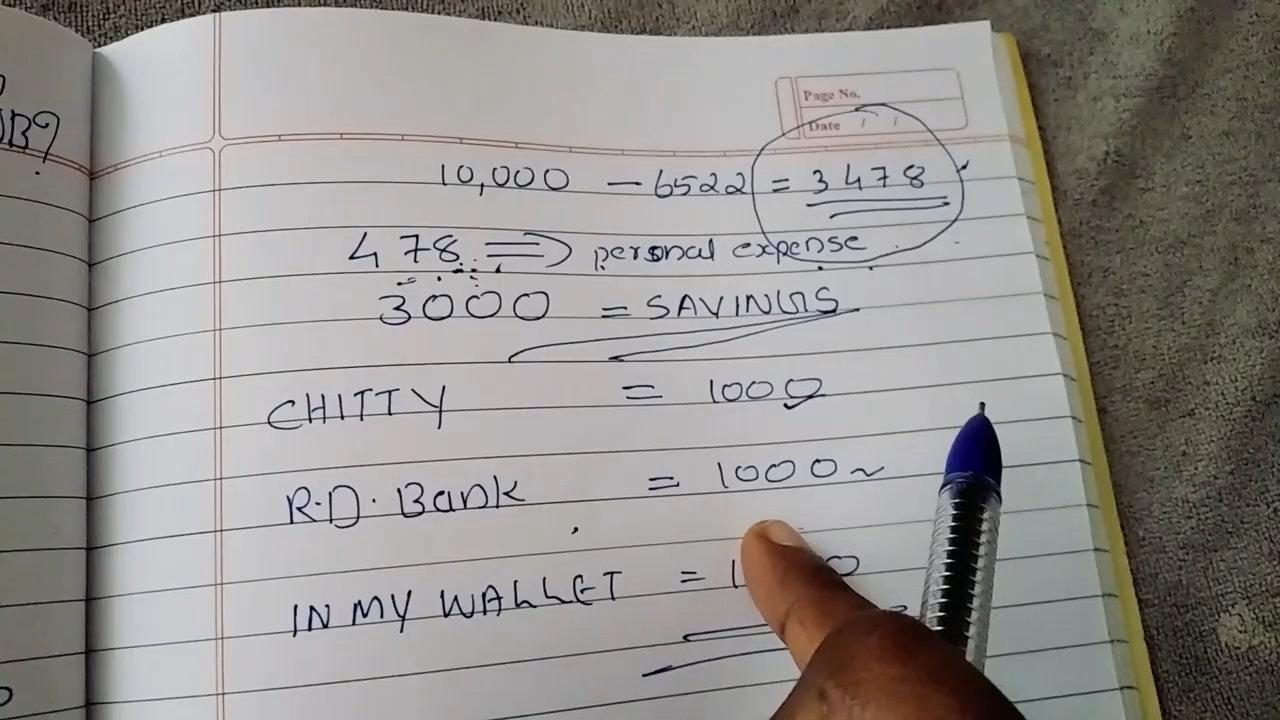 Page No.
Date
10,000 - 6522 = 3478
478 => personal expense
3000 = SAVINGS
CHITTY = 1000
R.D. Bank = 1000
IN MY WALLET =